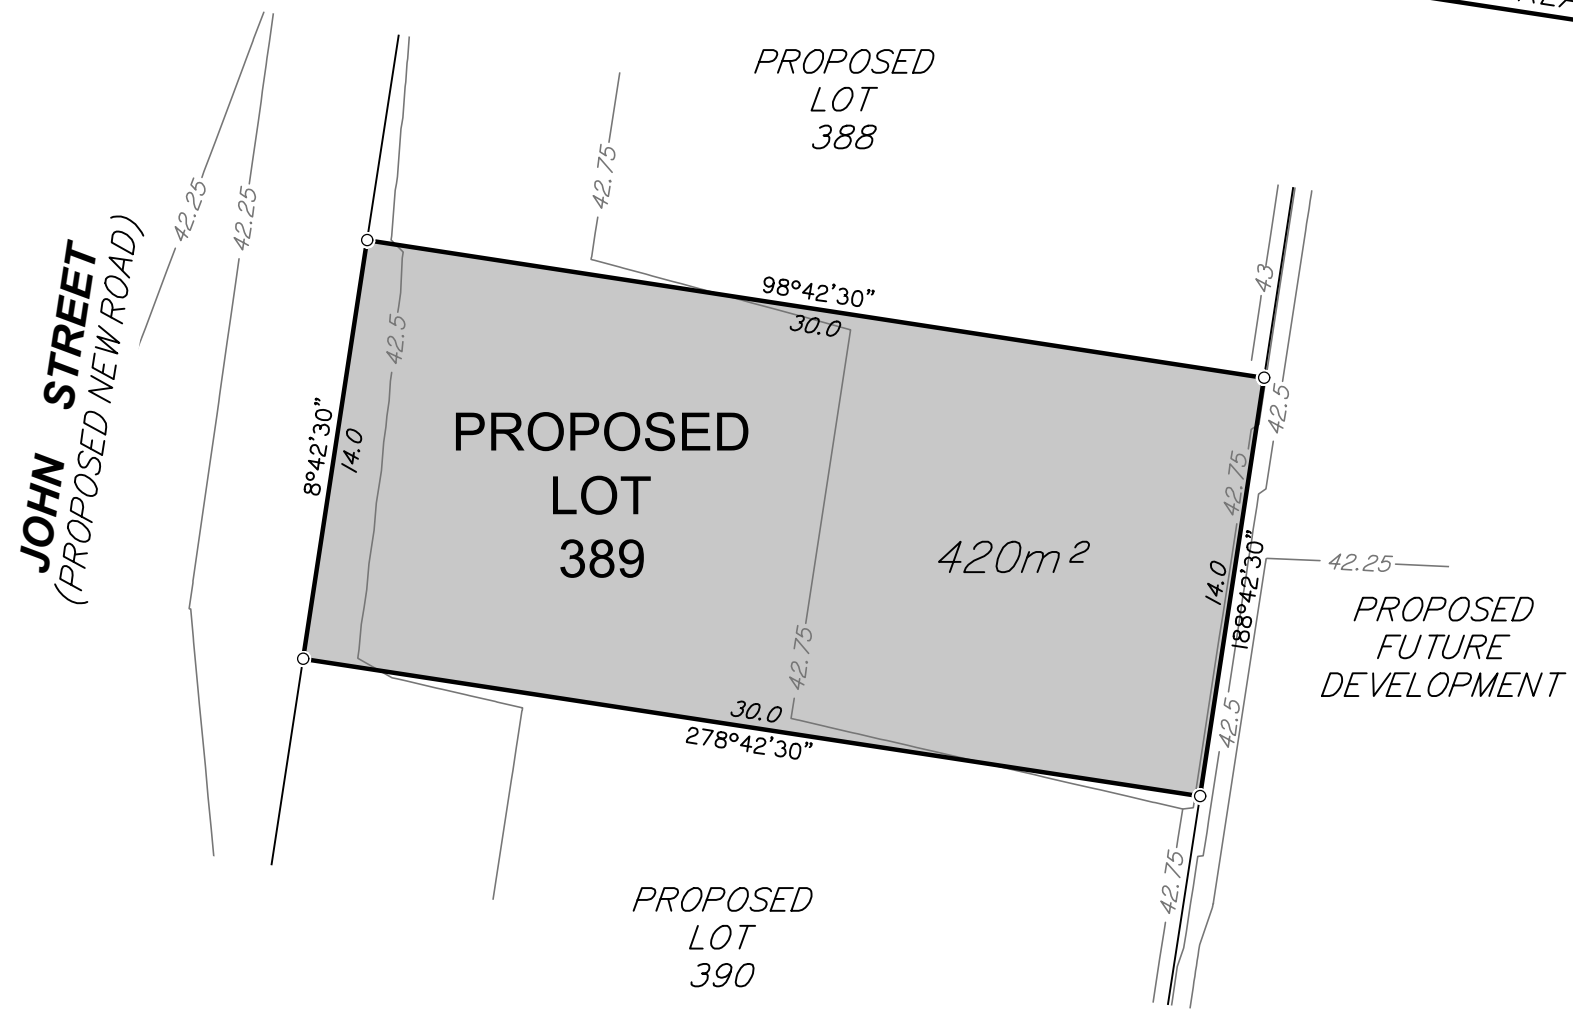 PROPOSED
LOT
388
42.75
42.25
42.25
JOHN STREET
(PROPOSED NEW ROAD)
98°42'30"
30.0
43
42.5
42.5
8°42'30"
14.0
PROPOSED
LOT
389
420m²
42.75
42.75
14.0
188°42'30"
42.25
PROPOSED
FUTURE
DEVELOPMENT
42.5
30.0
278°42'30"
42.75
PROPOSED
LOT
390